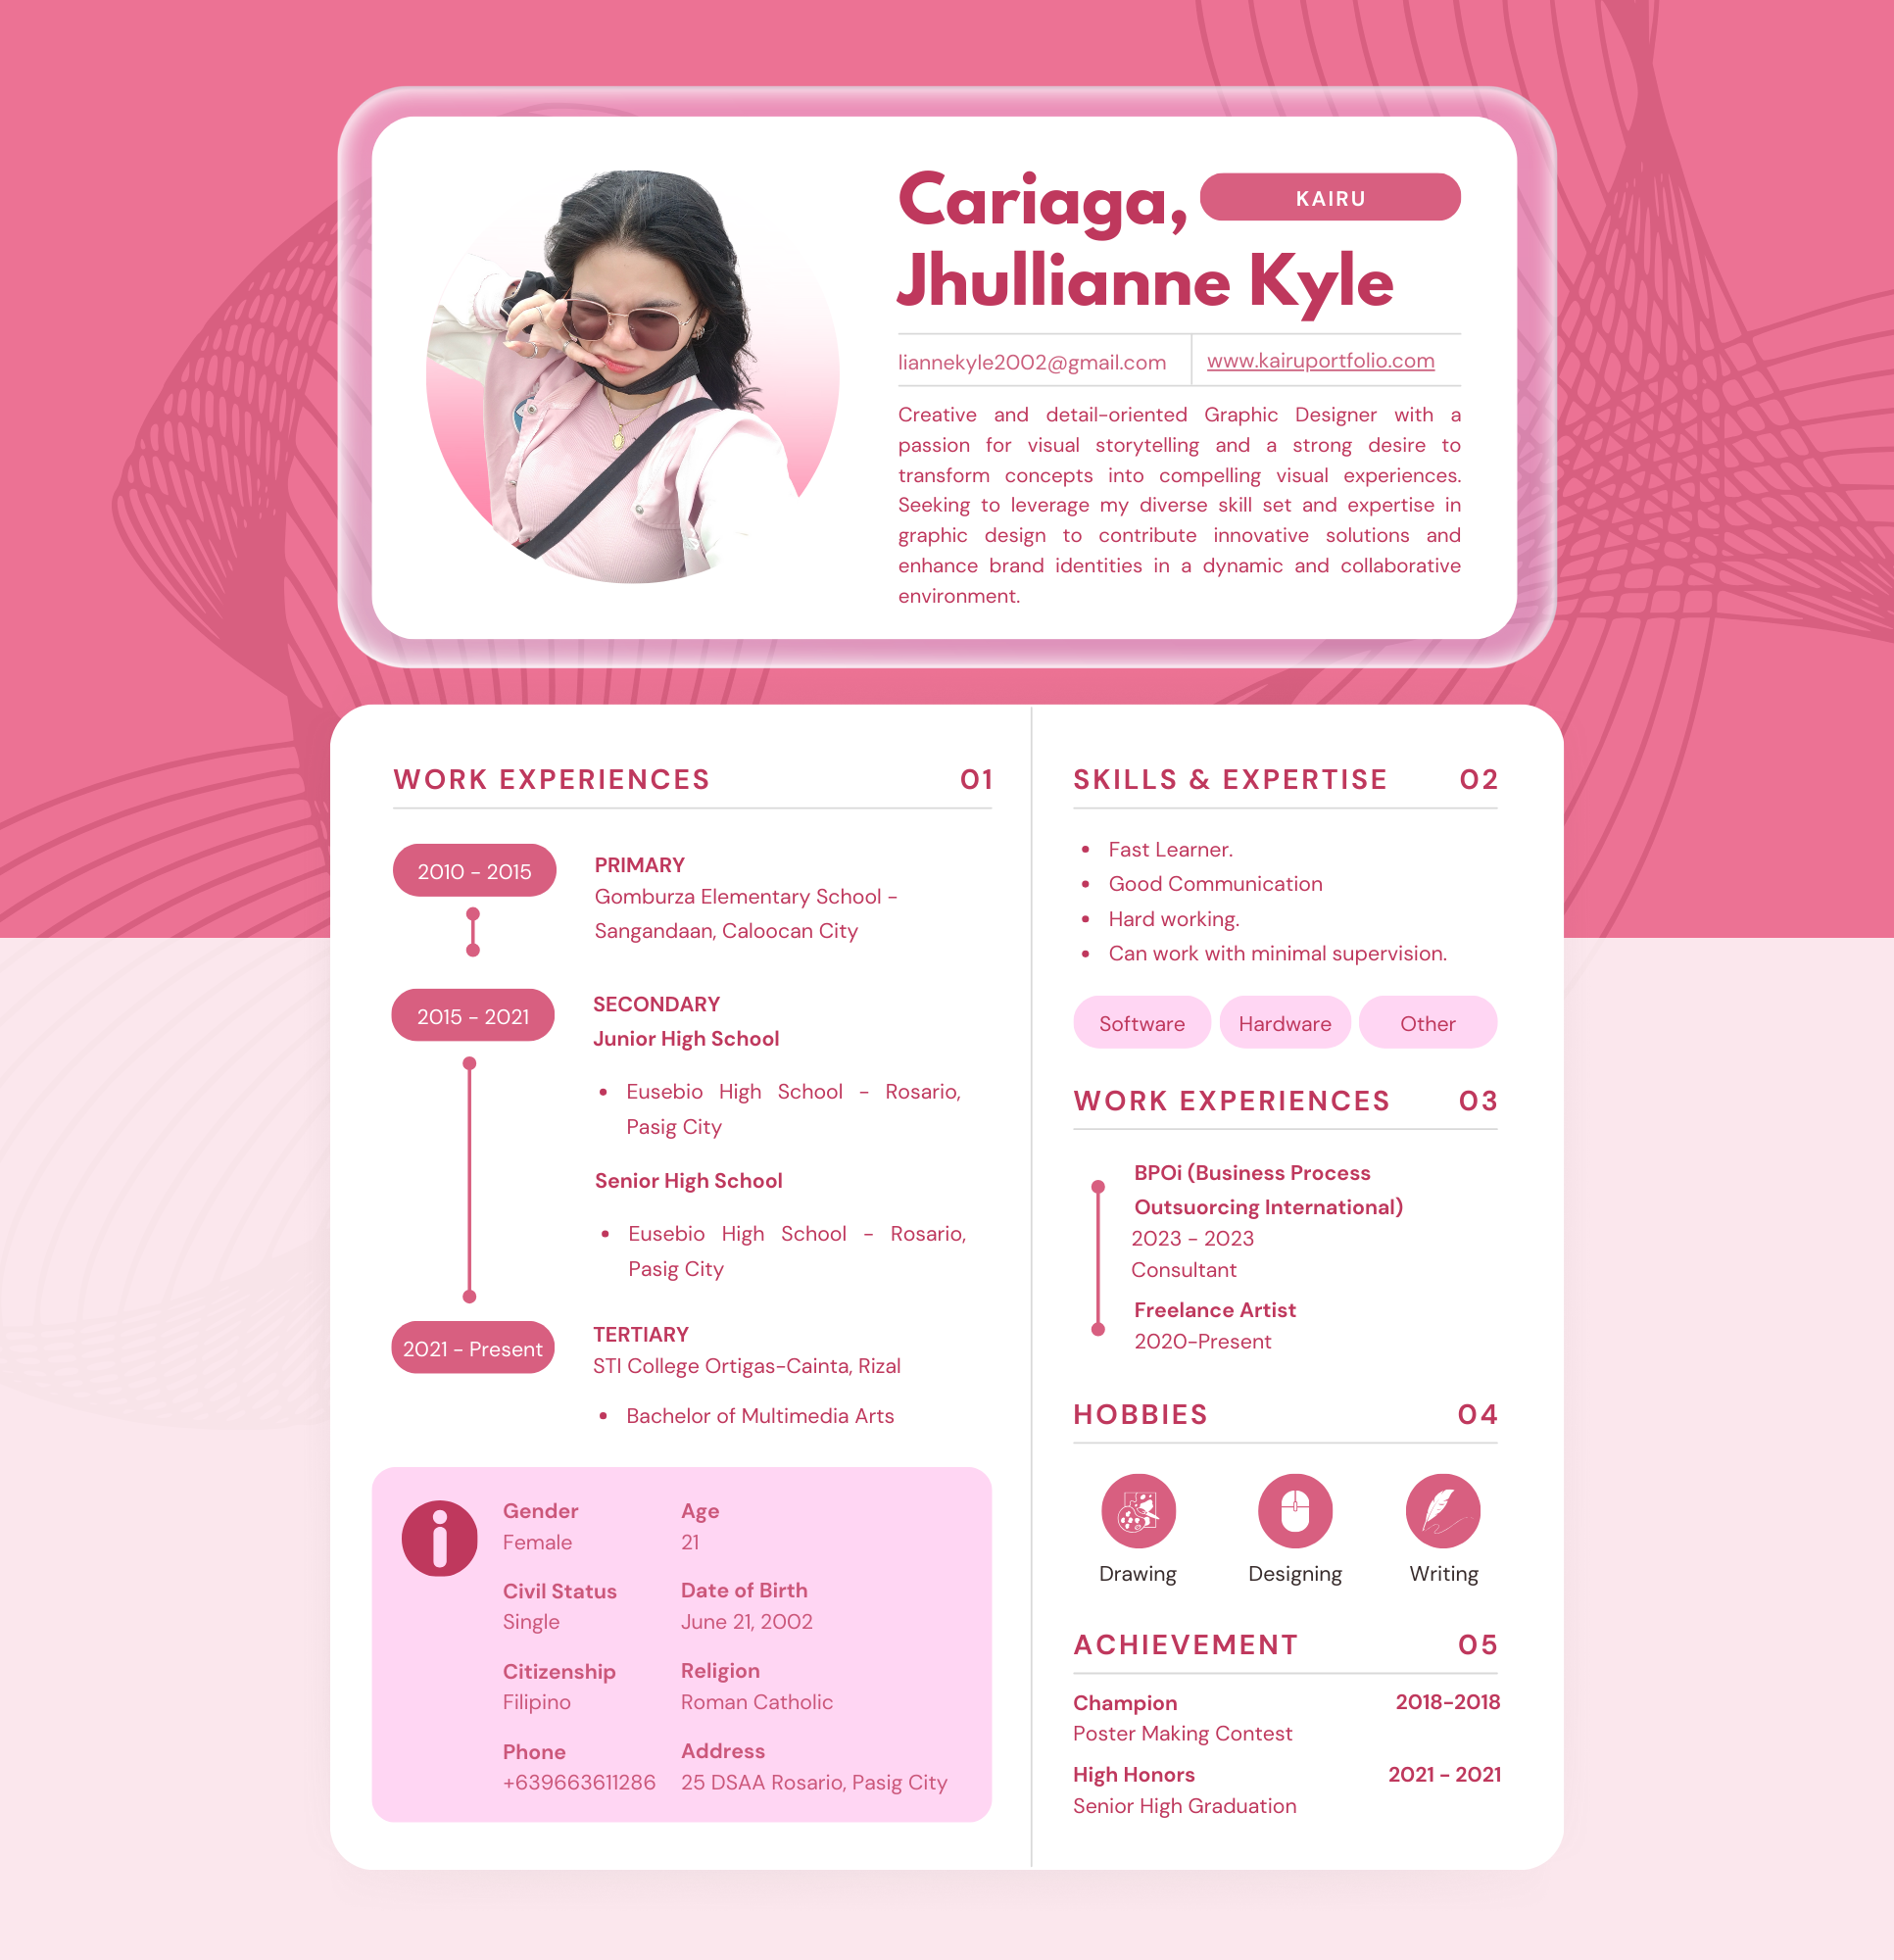 Cariaga,
KAIRU
Jhullianne Kyle
liannekyle2002@gmail.com
www.kairuportfolio.com
Creative and detail-oriented Graphic Designer with a
passion for visual storytelling and a strong desire to
transform concepts into compelling visual experiences.
Seeking to leverage my diverse skill set and expertise in
graphic design to contribute innovative solutions and
enhance brand identities in a dynamic and collaborative
environment.
WORK EXPERIENCES 01
2010 - 2015
PRIMARY
Gomburza Elementary School -
Sangandaan, Caloocan City
2015 - 2021
SECONDARY
Junior High School
• Eusebio High School - Rosario,
Pasig City
Senior High School
• Eusebio High School - Rosario,
Pasig City
2021 - Present
TERTIARY
STI College Ortigas-Cainta, Rizal
• Bachelor of Multimedia Arts
Gender
Female
Age
21
Civil Status
Single
Date of Birth
June 21, 2002
Citizenship
Filipino
Religion
Roman Catholic
Phone
+639663611286
Address
25 DSAA Rosario, Pasig City
SKILLS & EXPERTISE 02
• Fast Learner.
• Good Communication
• Hard working.
• Can work with minimal supervision.
Software
Hardware
Other
WORK EXPERIENCES 03
BPOi (Business Process
Outsuorcing International)
2023 - 2023
Consultant
Freelance Artist
2020-Present
HOBBIES 04
Drawing
Designing
Writing
ACHIEVEMENT 05
Champion 2018-2018
Poster Making Contest
High Honors 2021 - 2021
Senior High Graduation